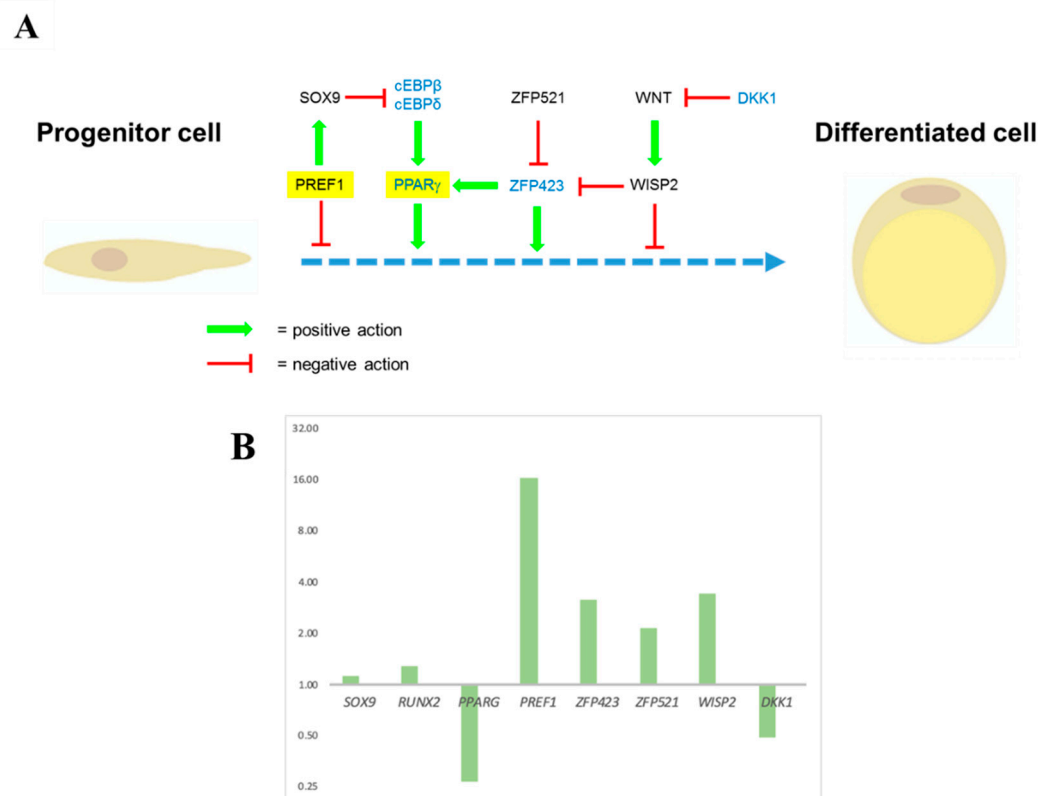 A
SOX9
cEBPβ
cEBPδ
ZFP521
WNT
DKK1
Progenitor cell
Differentiated cell
PREF1
PPARγ
ZFP423
WISP2
= positive action
= negative action
B
32.00
16.00
8.00
4.00
2.00
1.00
SOX9 RUNX2 PPARG PREF1 ZFP423 ZFP521 WISP2 DKK1
0.50
0.25